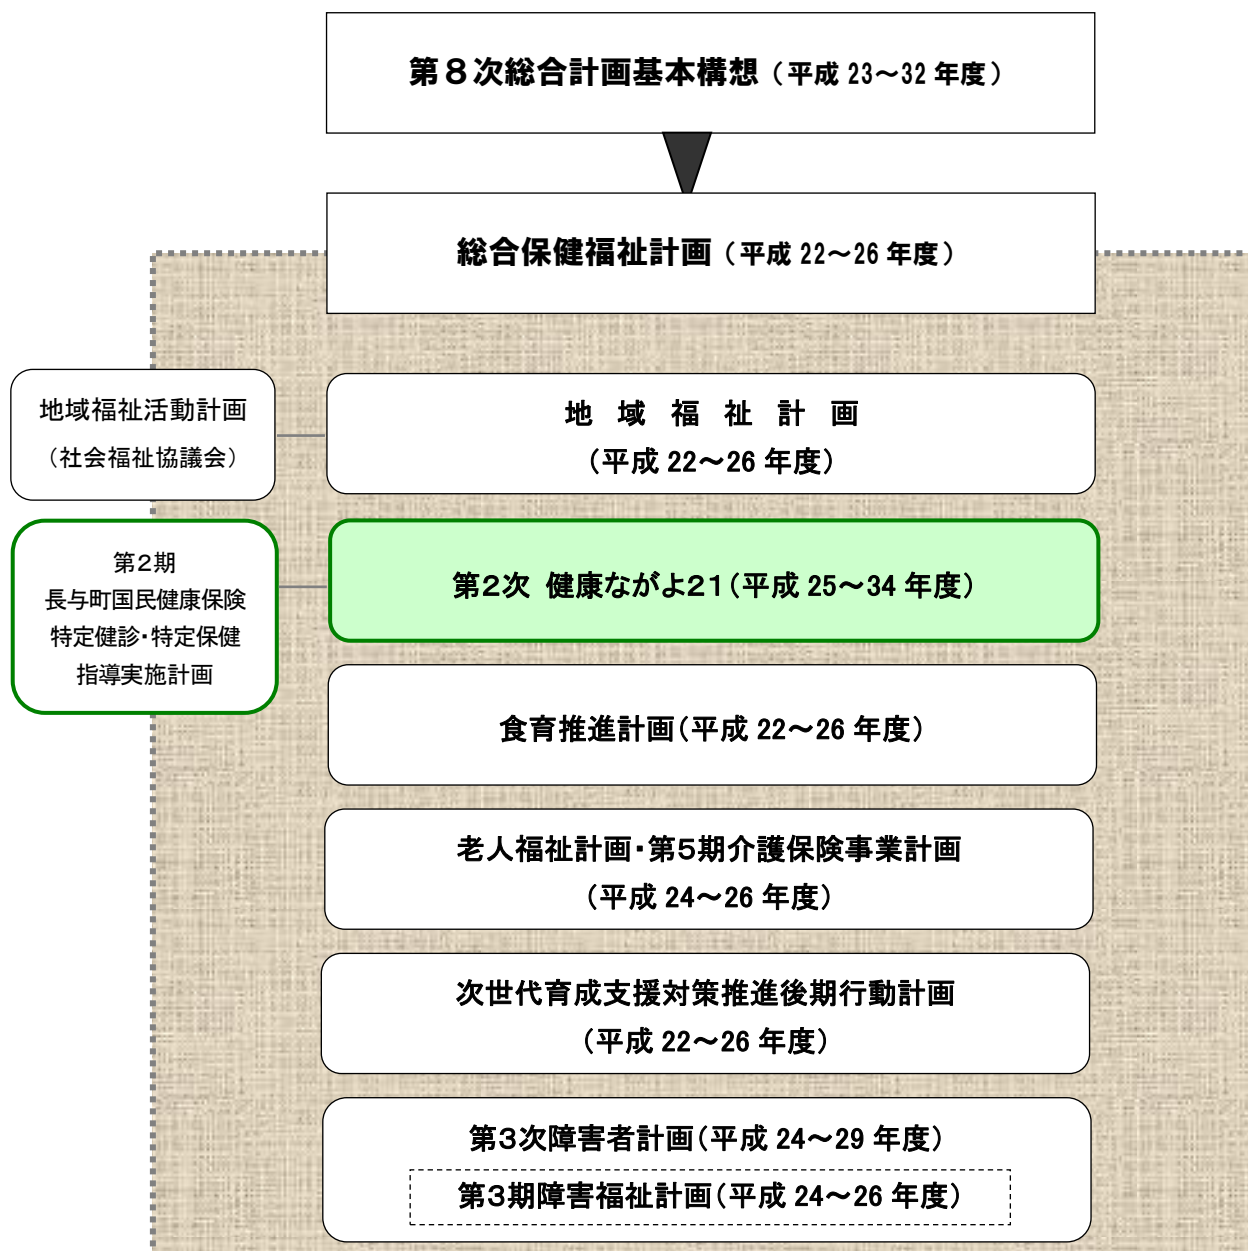 第８次総合計画基本構想（平成 23～32 年度）
総合保健福祉計画（平成 22～26 年度）
地域福祉活動計画
（社会福祉協議会）
地 域 福 祉 計 画
（平成 22～26 年度）
第２期
長与町国民健康保険
特定健診・特定保健
指導実施計画
第２次 健康ながよ２１（平成 25～34 年度）
食育推進計画（平成 22～26 年度）
老人福祉計画・第５期介護保険事業計画
（平成 24～26 年度）
次世代育成支援対策推進後期行動計画
（平成 22～26 年度）
第３次障害者計画（平成 24～29 年度）
第３期障害福祉計画（平成 24～26 年度）